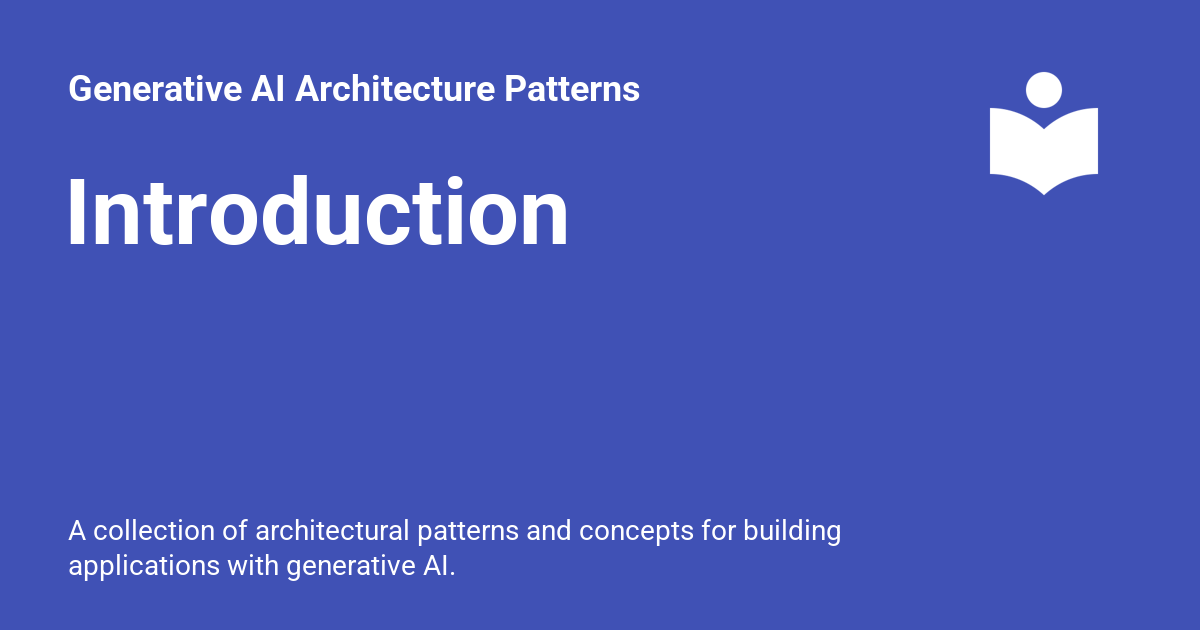 Generative AI Architecture Patterns
Introduction
A collection of architectural patterns and concepts for building
applications with generative AI.